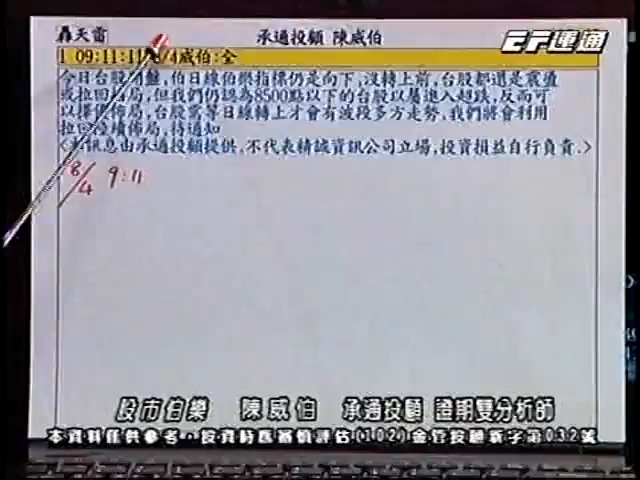 轟天雷
承通投顧 陳威伯
EF運通
1 09:11:11 8/4威伯:全
今日台股開盤,伯日線伯樂指標仍是向下,沒轉上前,台股都還是震盪
或拉回格局,但我們仍認為8500點以下的台股以屬進入超跌,反而可
以擇優佈局,台股需等日線轉上才會有波段多方走勢,我們將會利用
拉回陸續佈局,待通知
<本訊息由承通投顧提供,不代表精誠資訊公司立場,投資損益自行負責.>
8/4 9:11
股市伯樂 陳威伯 承通投顧 證期雙分析師
本資料僅供參考‧投資時應審慎評估(102)金管投顧新字第032號